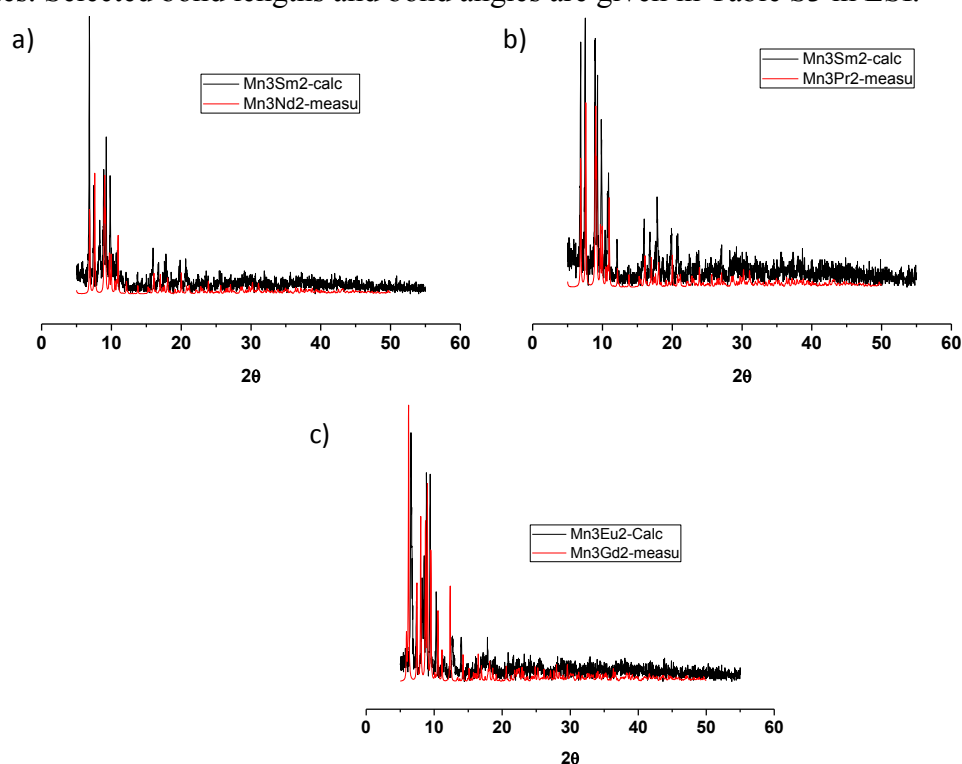 Selected bond lengths and bond angles are given in Table S3 in ESI.
a)
Mn3Sm2-calc
Mn3Nd2-measu
0 10 20 30 40 50 60
2θ
b)
Mn3Sm2-calc
Mn3Pr2-measu
0 10 20 30 40 50 60
2θ
c)
Mn3Eu2-Calc
Mn3Gd2-measu
0 10 20 30 40 50 60
2θ